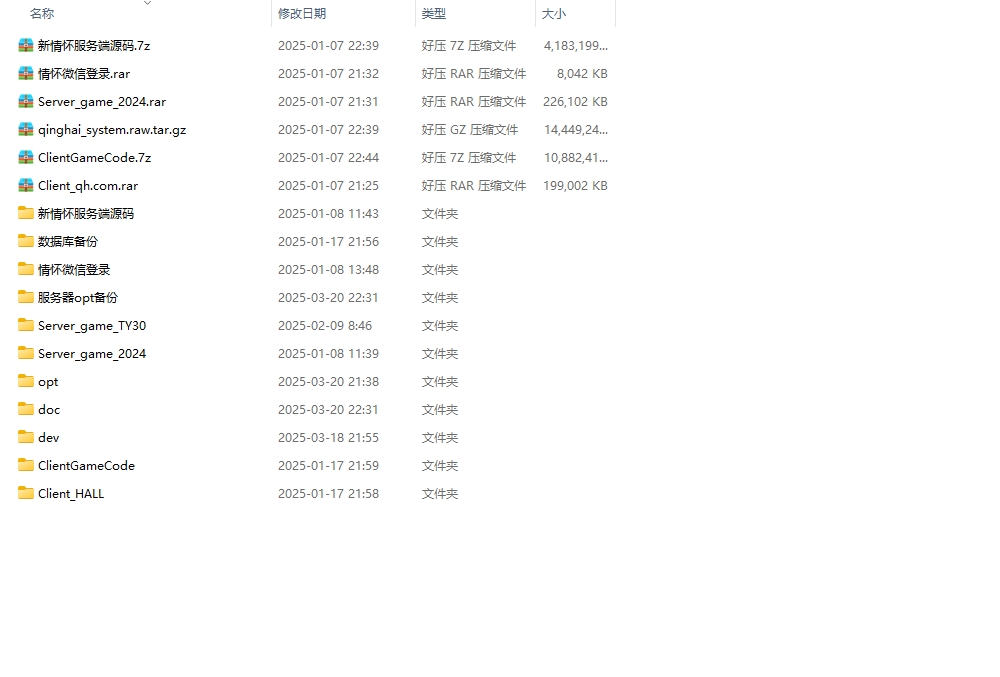 名称 修改日期 类型 大小
新情怀服务端源码.7z 2025-01-07 22:39 好压 7Z 压缩文件 4,183,199...
情怀微信登录.rar 2025-01-07 21:32 好压 RAR 压缩文件 8,042 KB
Server_game_2024.rar 2025-01-07 21:31 好压 RAR 压缩文件 226,102 KB
qinghai_system.raw.tar.gz 2025-01-07 22:39 好压 GZ 压缩文件 14,449,24...
ClientGameCode.7z 2025-01-07 22:44 好压 7Z 压缩文件 10,882,41...
Client_qh.com.rar 2025-01-07 21:25 好压 RAR 压缩文件 199,002 KB
新情怀服务端源码 2025-01-08 11:43 文件夹
数据库备份 2025-01-17 21:56 文件夹
情怀微信登录 2025-01-08 13:48 文件夹
服务器opt备份 2025-03-20 22:31 文件夹
Server_game_TY30 2025-02-09 8:46 文件夹
Server_game_2024 2025-01-08 11:39 文件夹
opt 2025-03-20 21:38 文件夹
doc 2025-03-20 22:31 文件夹
dev 2025-03-18 21:55 文件夹
ClientGameCode 2025-01-17 21:59 文件夹
Client_HALL 2025-01-17 21:58 文件夹